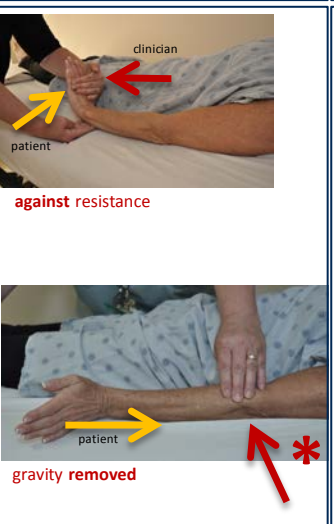 clinician
patient
against resistance
patient
*
gravity removed